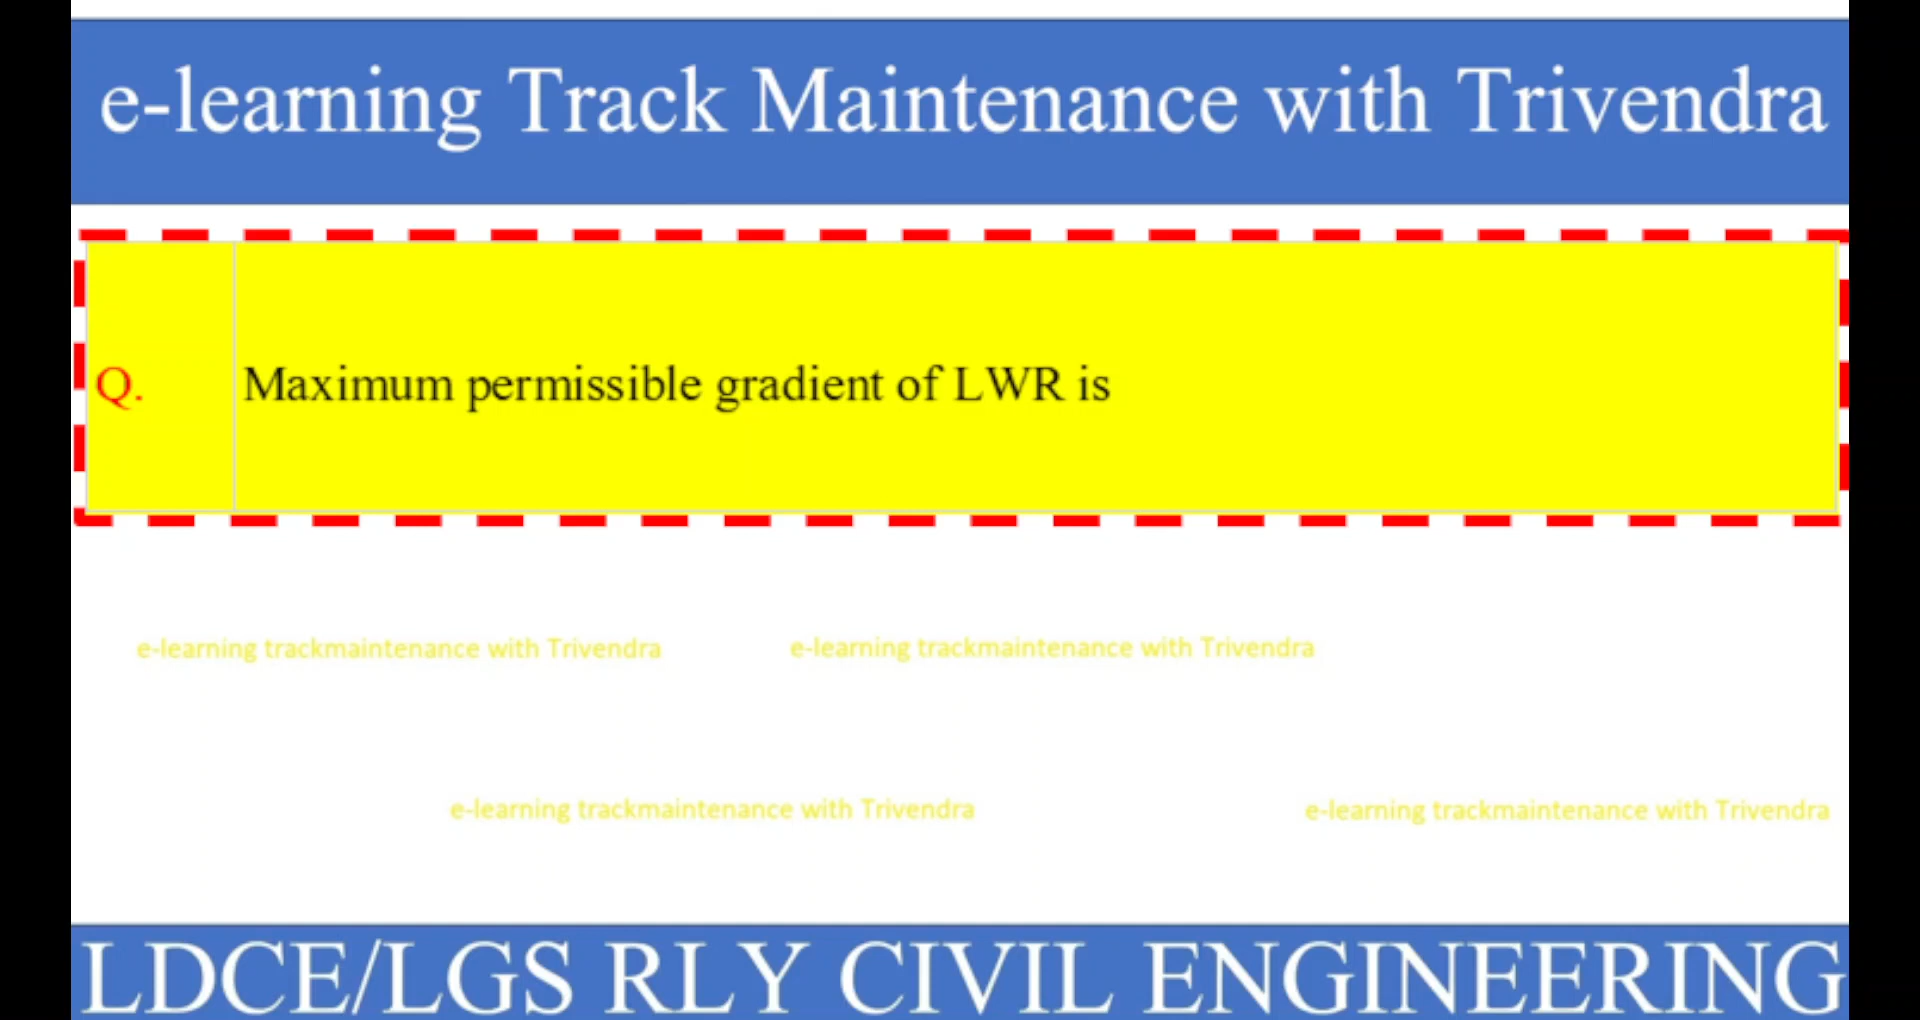 e-learning Track Maintenance with Trivendra
Q. Maximum permissible gradient of LWR is
e-learning trackmaintenance with Trivendra
e-learning trackmaintenance with Trivendra
e-learning trackmaintenance with Trivendra
e-learning trackmaintenance with Trivendra
LDCE/LGS RLY CIVIL ENGINEERING